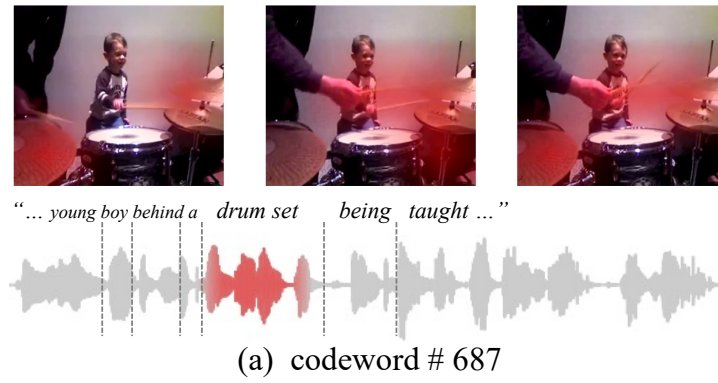 “... young boy behind a drum set being taught ...”
(a) codeword # 687